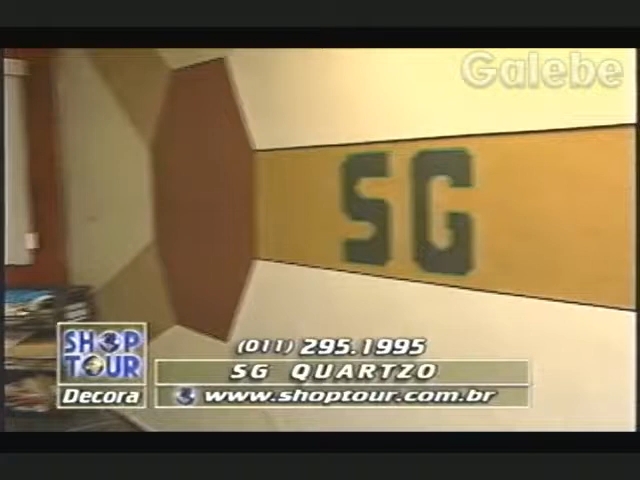 Galebe
SG
SHOP
TOUR
Decora
(011) 295.1995
SG QUARTZO
www.shoptour.com.br